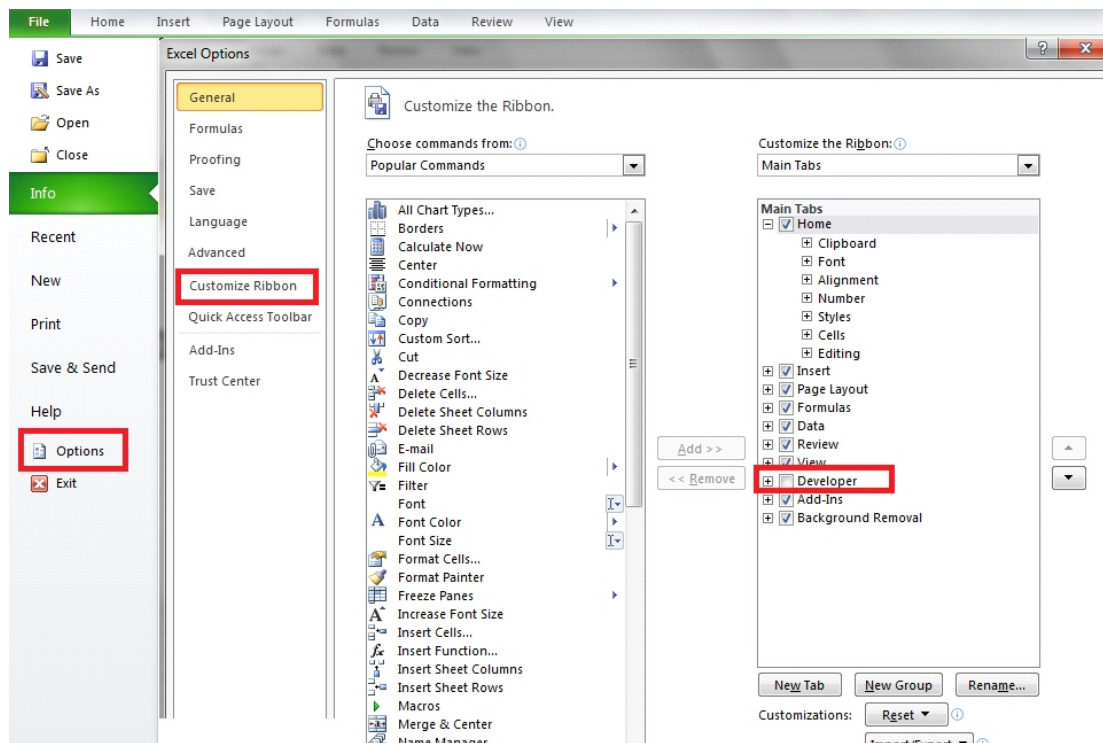 File Home Insert Page Layout Formulas Data Review View
Save
Save As
Open
Close
Info
Recent
New
Print
Save & Send
Help
Options
Exit
Excel Options
General
Formulas
Proofing
Save
Language
Advanced
Customize Ribbon
Quick Access Toolbar
Add-Ins
Trust Center
Customize the Ribbon.
Choose commands from:
Popular Commands
All Chart Types...
Borders
Calculate Now
Center
Conditional Formatting
Connections
Copy
Custom Sort...
Cut
Decrease Font Size
Delete Cells...
Delete Sheet Columns
Delete Sheet Rows
E-mail
Fill Color
Filter
Font
Font Color
Font Size
Format Cells...
Format Painter
Freeze Panes
Increase Font Size
Insert Cells...
Insert Function...
Insert Sheet Columns
Insert Sheet Rows
Macros
Merge & Center
Name Manager
Add >>
<< Remove
Customize the Ribbon:
Main Tabs
Main Tabs
Home
Clipboard
Font
Alignment
Number
Styles
Cells
Editing
Insert
Page Layout
Formulas
Data
Review
View
Developer
Add-Ins
Background Removal
New Tab New Group Rename...
Customizations: Reset
Import/Export